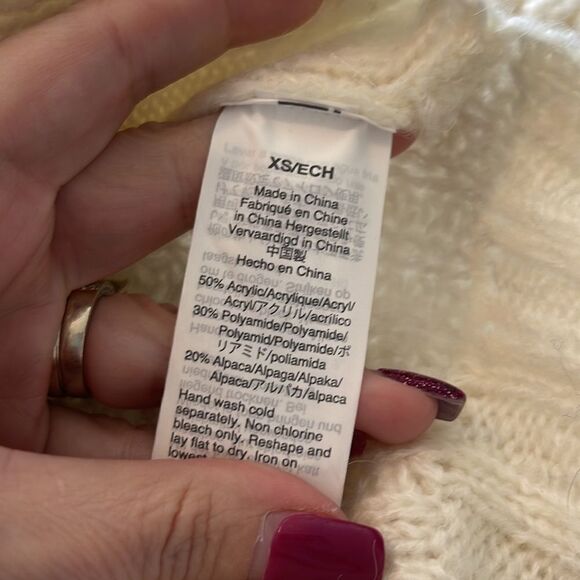 XS/ECH
Made in China
Fabriqué en Chine
in China Hergestellt
Vervaardigd in China
中国製
Hecho en China
50% Acrylic/Acrylique/Acryl/
Acryl/アクリル/acrílico
30% Polyamide/Polyamide/
Polyamid/Polyamide/ポ
リアミド/poliamida
20% Alpaca/Alpaga/Alpaka/
Alpaca/アルパカ/alpaca
Hand wash cold
separately. Non chlorine
bleach only. Reshape and
lay flat to dry. Iron on
lowest